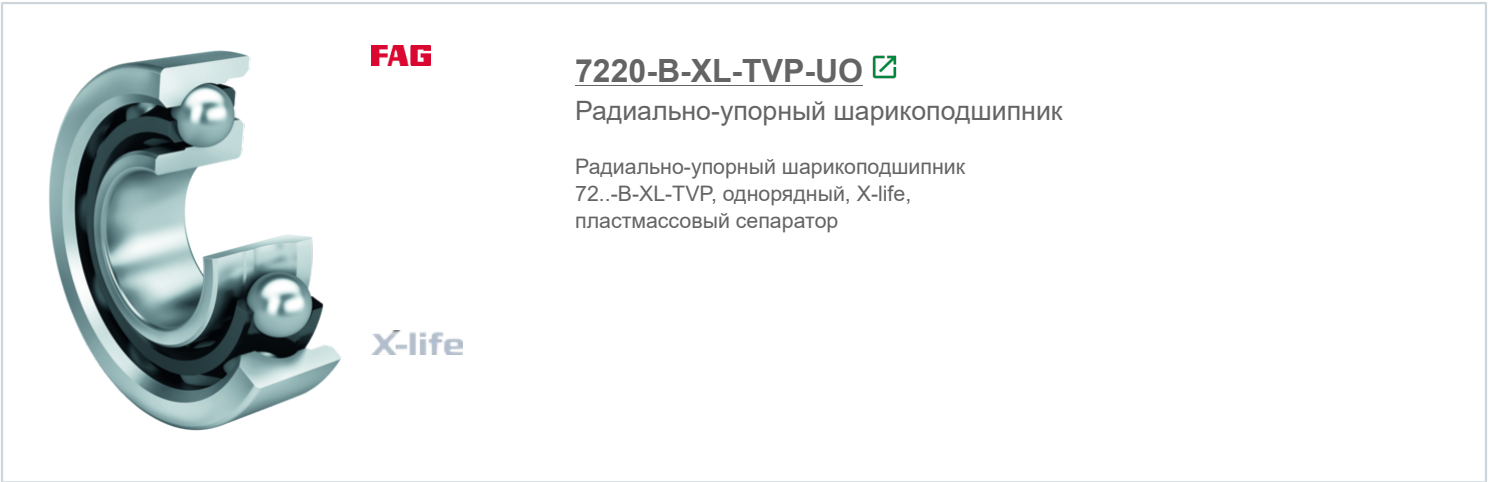 FAG
7220-B-XL-TVP-UO
Радиально-упорный шарикоподшипник
Радиально-упорный шарикоподшипник
72..-B-XL-TVP, однорядный, X-life,
пластмассовый сепаратор
X-life